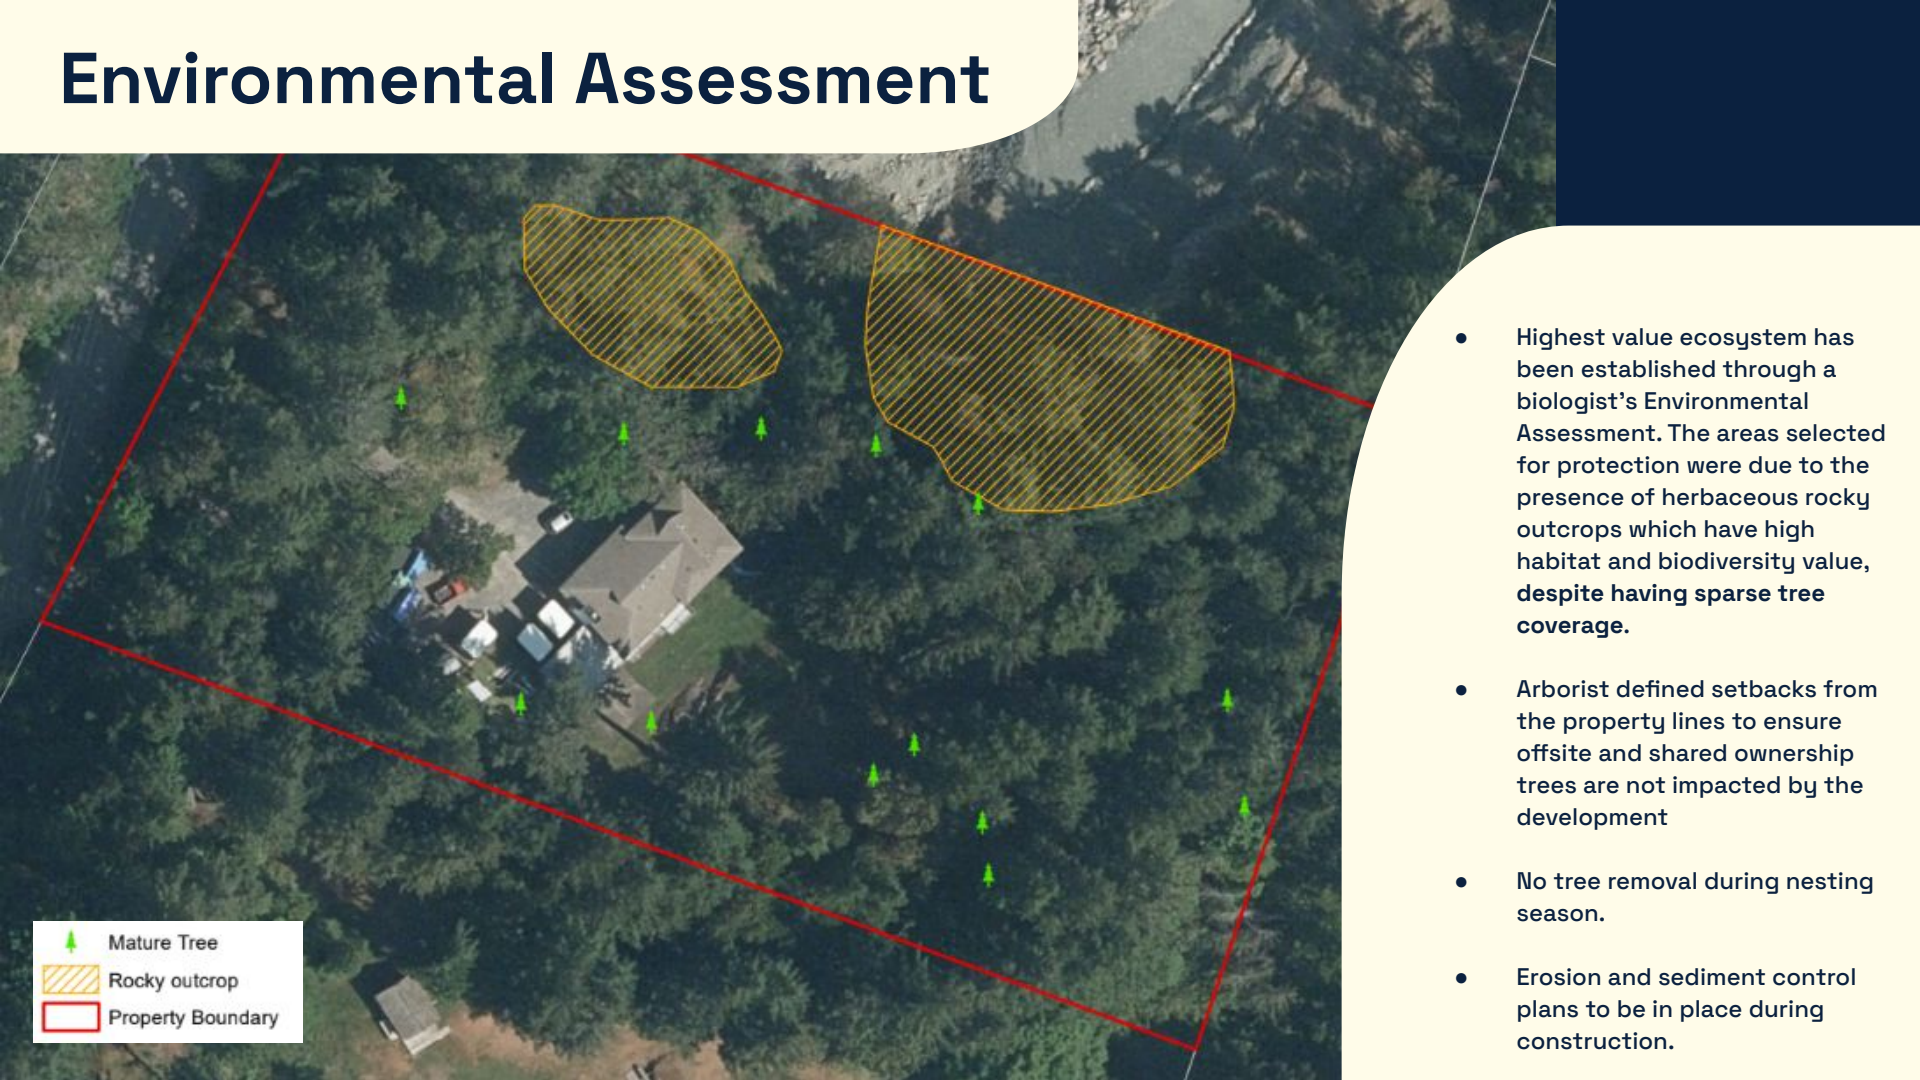 Environmental Assessment
● Highest value ecosystem has
been established through a
biologist’s Environmental
Assessment. The areas selected
for protection were due to the
presence of herbaceous rocky
outcrops which have high
habitat and biodiversity value,
despite having sparse tree
coverage.
● Arborist defined setbacks from
the property lines to ensure
offsite and shared ownership
trees are not impacted by the
development
● No tree removal during nesting
season.
● Erosion and sediment control
plans to be in place during
construction.
Mature Tree
Rocky outcrop
Property Boundary